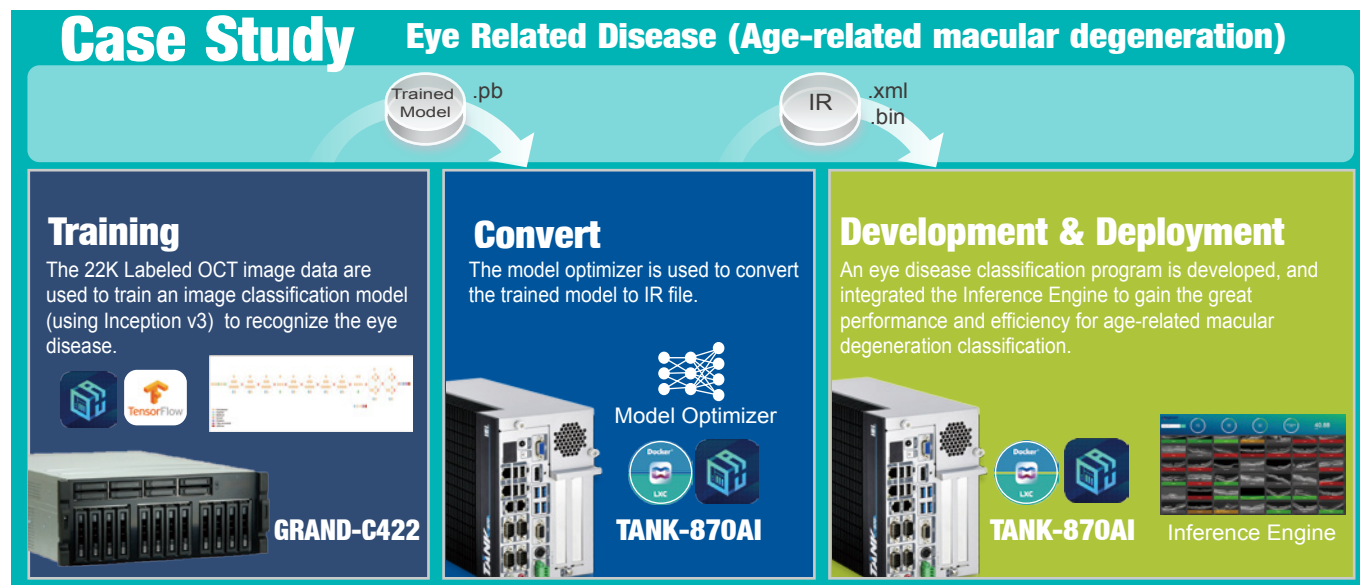 Case Study
Eye Related Disease (Age-related macular degeneration)
Trained
Model
.pb
IR
.xml
.bin
Training
The 22K Labeled OCT image data are
used to train an image classification model
(using Inception v3) to recognize the eye
disease.
TensorFlow
GRAND-C422
Convert
The model optimizer is used to convert
the trained model to IR file.
Model Optimizer
Docker
LXC
TANK-870AI
Development & Deployment
An eye disease classification program is developed, and
integrated the Inference Engine to gain the great
performance and efficiency for age-related macular
degeneration classification.
Docker
LXC
TANK-870AI
Inference Engine